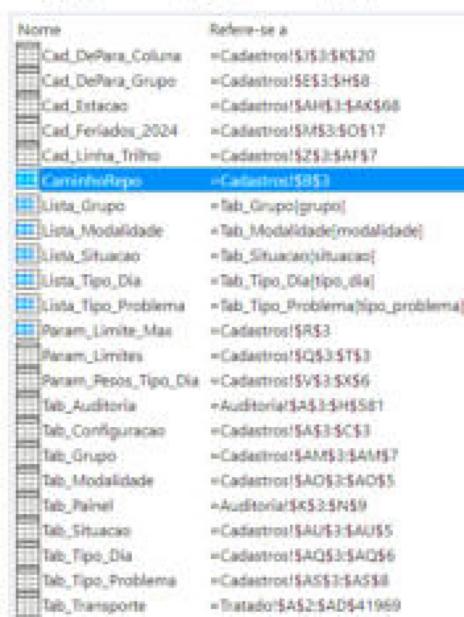 Nome Refere-se a
Cad_DePara_Coluna =Cadastros!$J$3:$K$20
Cad_DePara_Grupo =Cadastros!$E$3:$H$8
Cad_Estacao =Cadastros!$AH$3:$AK$68
Cad_Feriados_2024 =Cadastros!$M$3:$O$17
Cad_Linha_Trilho =Cadastros!$Z$3:$AF$7
CaminhoRepo =Cadastros!$B$3
Lista_Grupo =Tab_Grupo[grupo]
Lista_Modalidade =Tab_Modalidade[modalidade]
Lista_Situacao =Tab_Situacao[situacao]
Lista_Tipo_Dia =Tab_Tipo_Dia[tipo_dia]
Lista_Tipo_Problema =Tab_Tipo_Problema[tipo_problema]
Param_Limite_Max =Cadastros!$R$3
Param_Limites =Cadastros!$Q$3:$T$3
Param_Pesos_Tipo_Dia =Cadastros!$V$3:$X$6
Tab_Auditoria =Auditoria!$A$3:$H$581
Tab_Configuracao =Cadastros!$A$3:$C$3
Tab_Grupo =Cadastros!$AM$3:$AM$7
Tab_Modalidade =Cadastros!$AO$3:$AO$5
Tab_Painel =Auditoria!$K$3:$N$9
Tab_Situacao =Cadastros!$AU$3:$AU$5
Tab_Tipo_Dia =Cadastros!$AQ$3:$AQ$6
Tab_Tipo_Problema =Cadastros!$AS$3:$AS$8
Tab_Transporte =Tratado!$A$2:$AD$41969